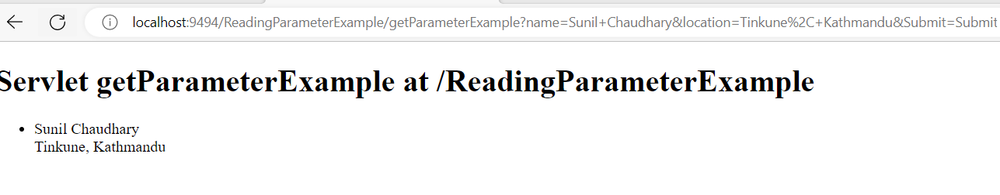 localhost:9494/ReadingParameterExample/getParameterExample?name=Sunil+Chaudhary&location=Tinkune%2C+Kathmandu&Submit=Submit
Servlet getParameterExample at /ReadingParameterExample
• Sunil Chaudhary
Tinkune, Kathmandu